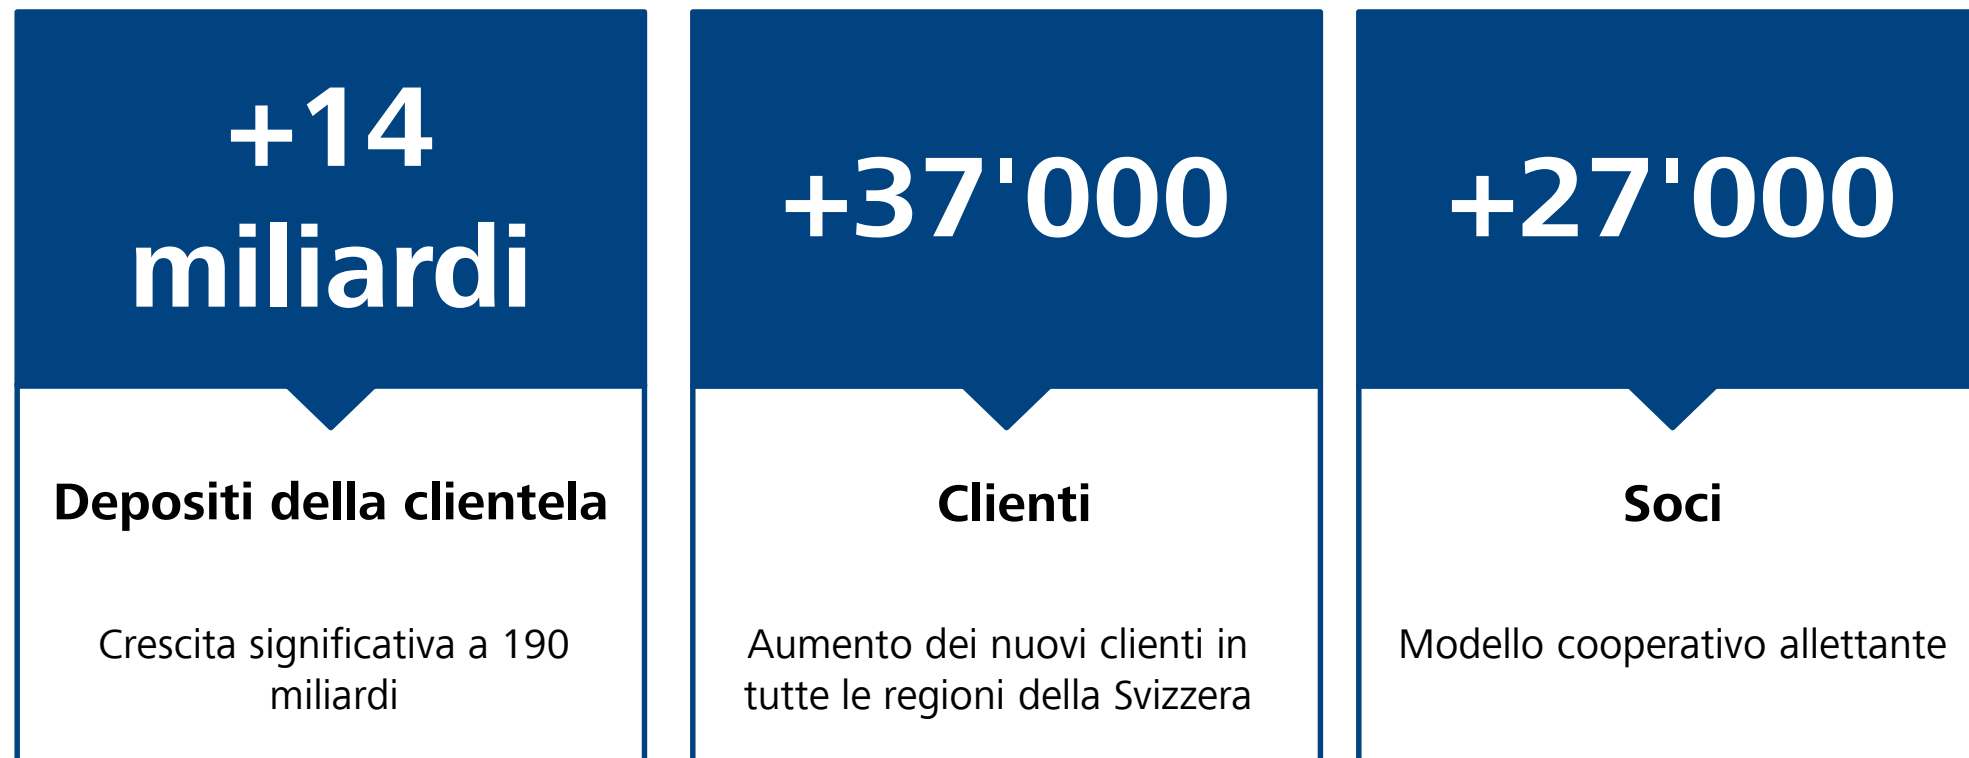 +14
miliardi
Depositi della clientela
Crescita significativa a 190
miliardi
+37'000
Clienti
Aumento dei nuovi clienti in
tutte le regioni della Svizzera
+27'000
Soci
Modello cooperativo allettante